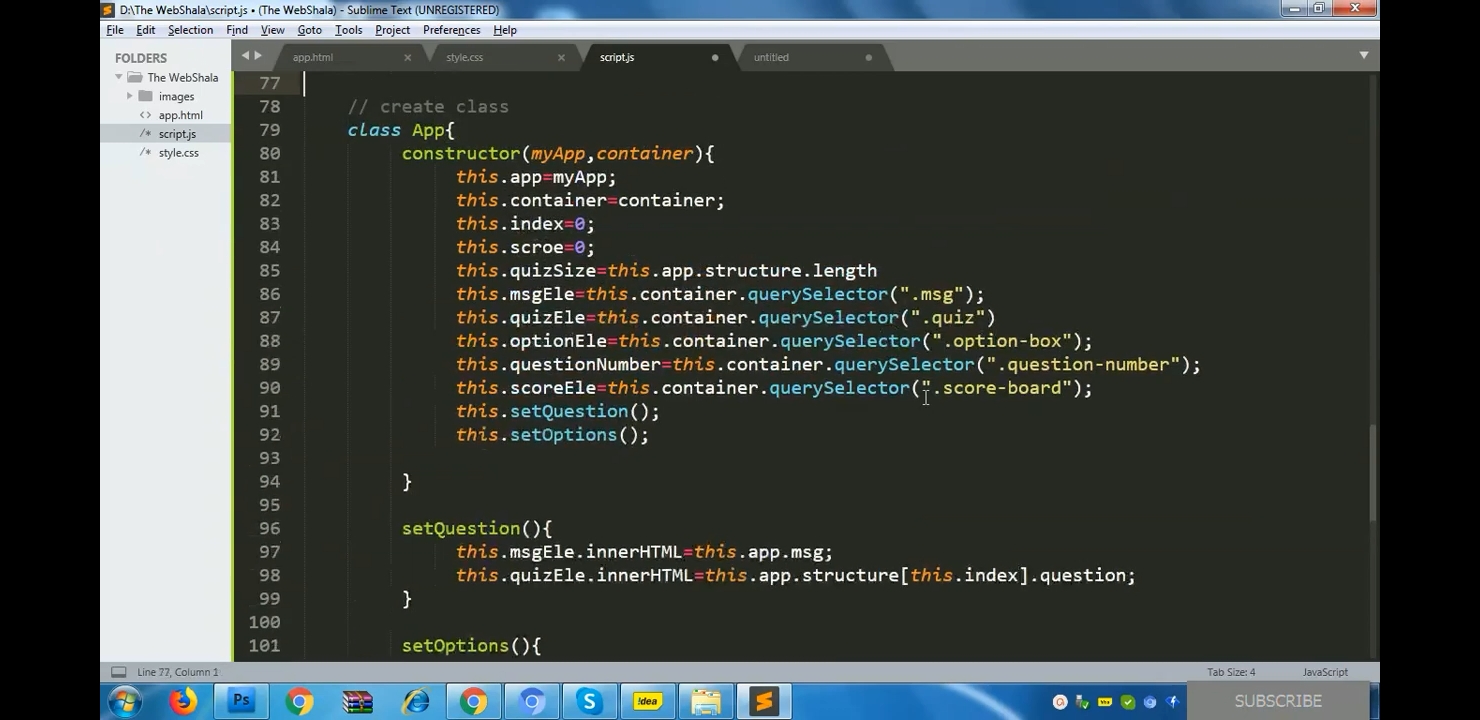 D:\The WebShala\script.js • (The WebShala) - Sublime Text (UNREGISTERED)
File Edit Selection Find View Goto Tools Project Preferences Help
FOLDERS
The WebShala
images
app.html
script.js
style.css
app.html style.css script.js untitled
77
78 // create class
79 class App{
80 constructor(myApp,container){
81 this.app=myApp;
82 this.container=container;
83 this.index=0;
84 this.scroe=0;
85 this.quizSize=this.app.structure.length
86 this.msgEle=this.container.querySelector(".msg");
87 this.quizEle=this.container.querySelector(".quiz")
88 this.optionEle=this.container.querySelector(".option-box");
89 this.questionNumber=this.container.querySelector(".question-number");
90 this.scoreEle=this.container.querySelector(".score-board");
91 this.setQuestion();
92 this.setOptions();
93
94 }
95
96 setQuestion(){
97 this.msgEle.innerHTML=this.app.msg;
98 this.quizEle.innerHTML=this.app.structure[this.index].question;
99 }
100
101 setOptions(){
Line 77, Column 1 Tab Size: 4 JavaScript
Ps !dea SUBSCRIBE